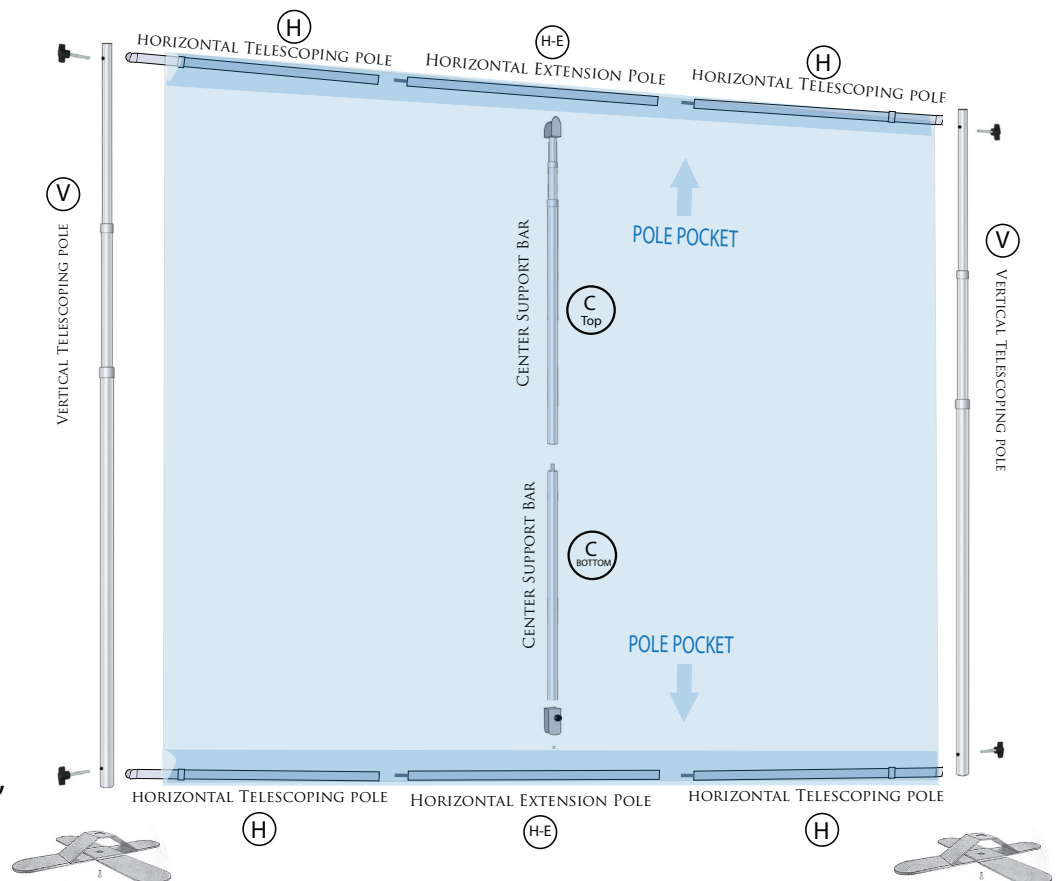 H
HORIZONTAL TELESCOPING POLE
H-E
HORIZONTAL EXTENSION POLE
H
HORIZONTAL TELESCOPING POLE
V
VERTICAL TELESCOPING POLE
POLE POCKET
CENTER SUPPORT BAR
C
Top
V
VERTICAL TELESCOPING POLE
CENTER SUPPORT BAR
C
BOTTOM
POLE POCKET
HORIZONTAL TELESCOPING POLE
H
HORIZONTAL EXTENSION POLE
H-E
HORIZONTAL TELESCOPING POLE
H